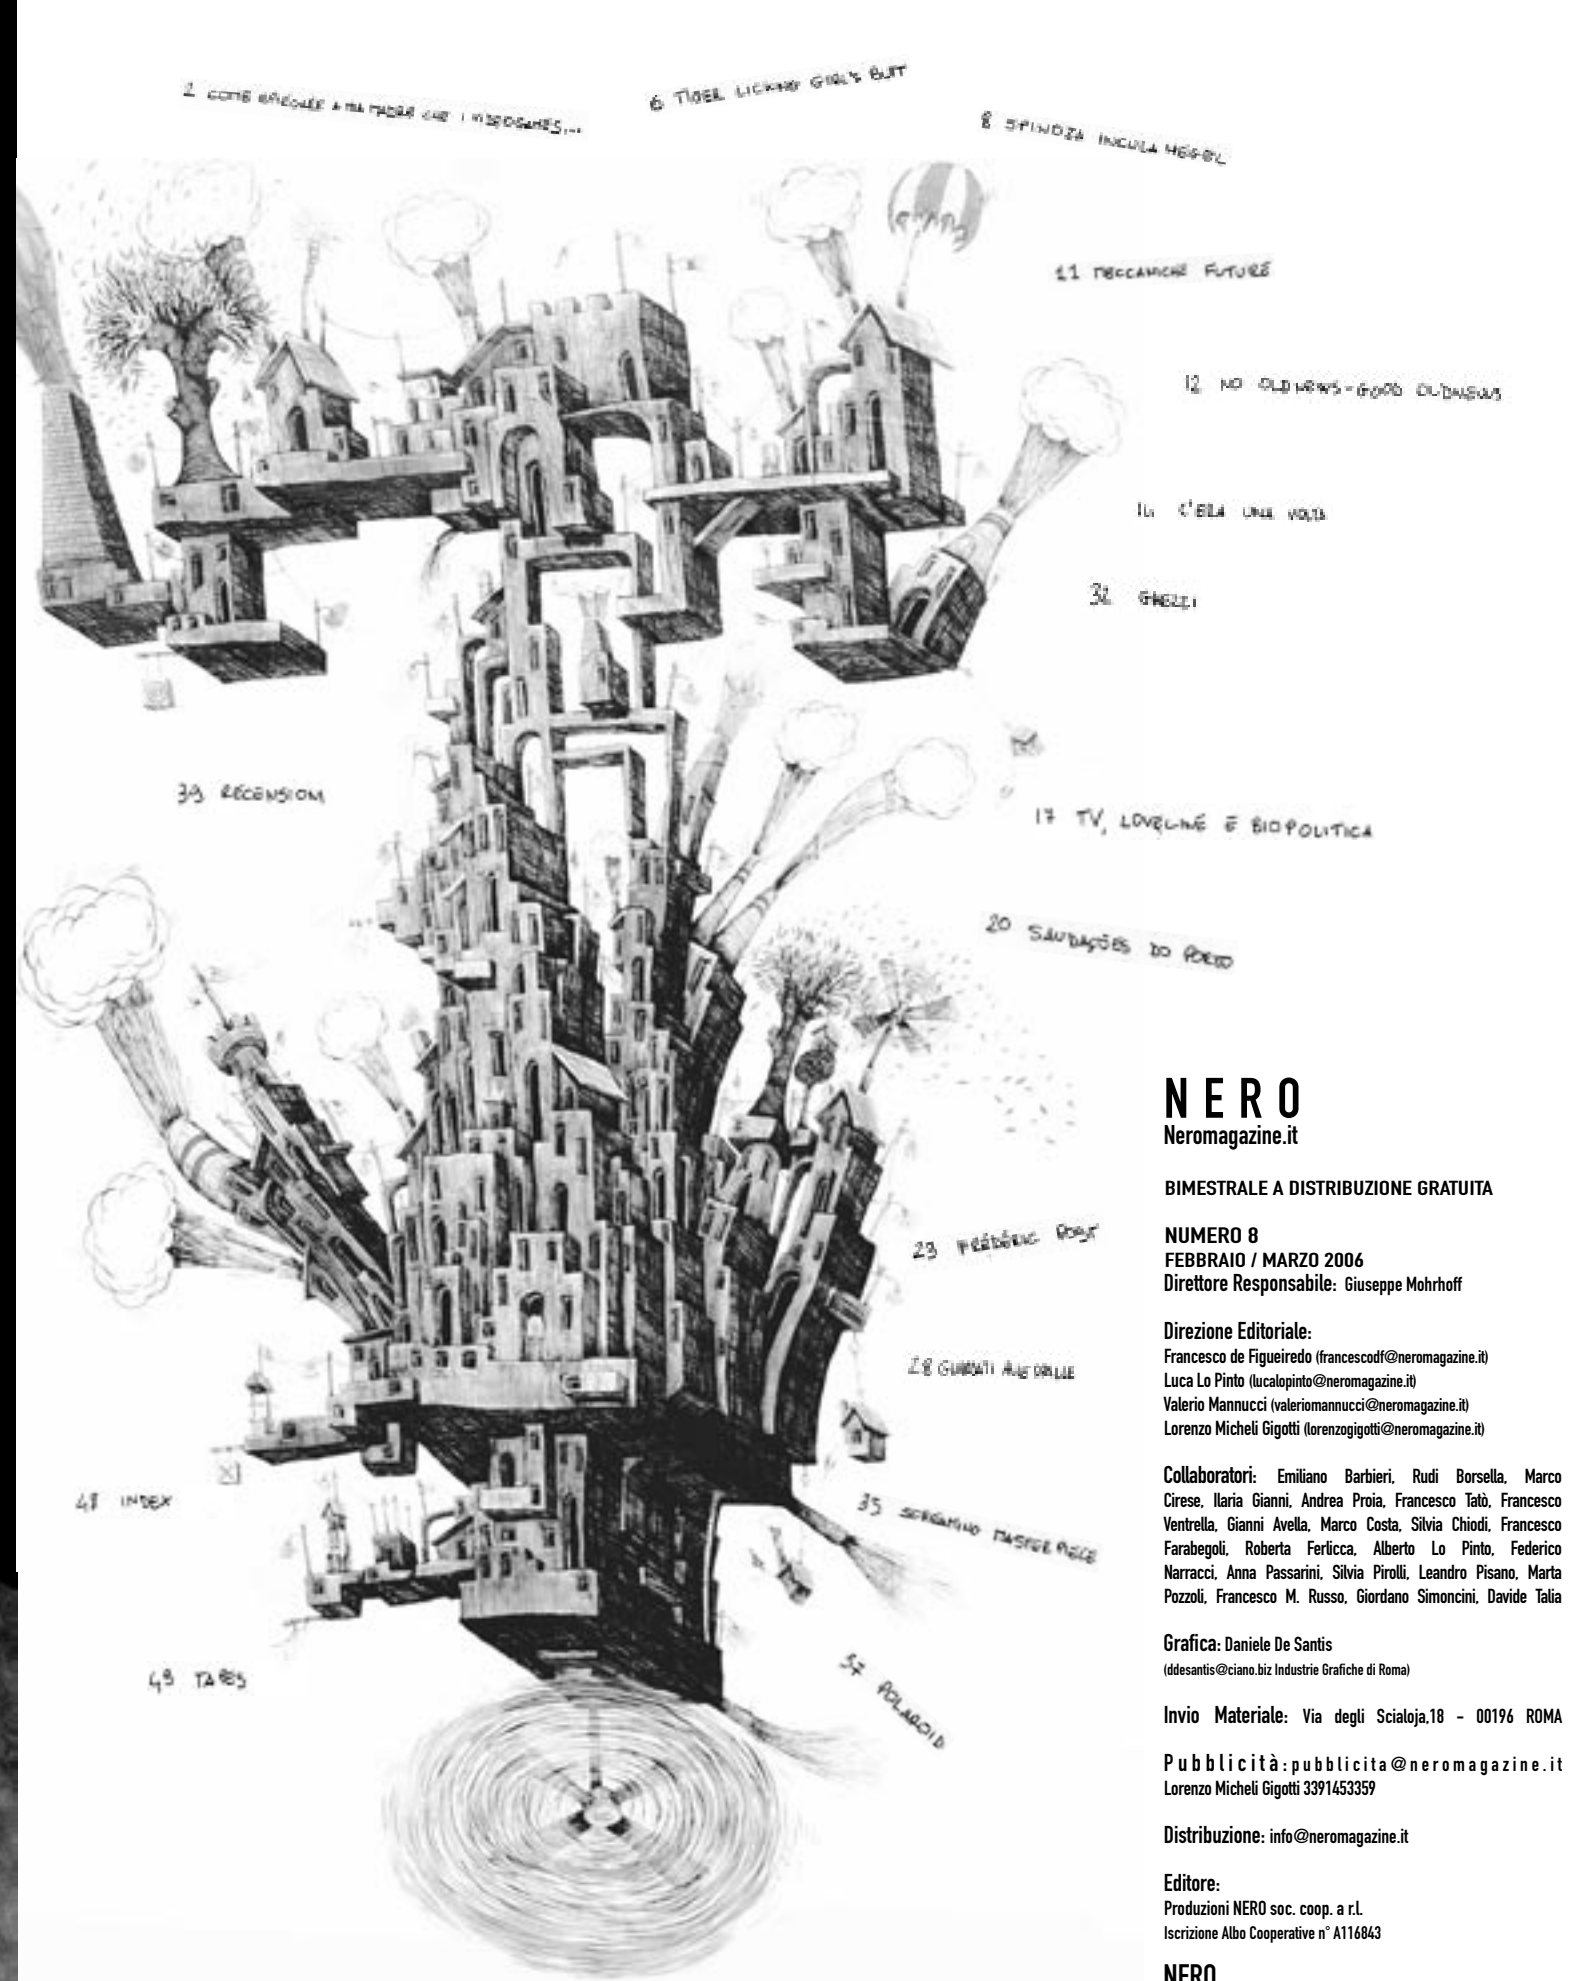 2 COME SPIEGARE A MIA MADRE CHE I VIDEOGAMES...
6 TIGER LICKING GIRL'S BUTT
8 SPINOZA INCULA HEGEL
11 MECCANICHE FUTURE
12 NO OLD NEWS-GOOD OLDNEWS
C'ERA UNA VOLTA
32 GHEZZI
39 RECENSIONI
17 TV, LOVELINE E BIOPOLITICA
20 SAUDAÇÕES DO PORTO
23 FRÉDÉRIC POST
28 GUARDATI ALLE SPALLE
48 INDEX
35 SCREAMING MASTERPIECE
49 TAPES
37 POLAROID
NERO
Neromagazine.it
BIMESTRALE A DISTRIBUZIONE GRATUITA
NUMERO 8
FEBBRAIO / MARZO 2006
Direttore Responsabile: Giuseppe Mohrhoff
Direzione Editoriale:
Francesco de Figueiredo (francescodf@neromagazine.it)
Luca Lo Pinto (lucalopinto@neromagazine.it)
Valerio Mannucci (valeriomannucci@neromagazine.it)
Lorenzo Micheli Gigotti (lorenzogigotti@neromagazine.it)
Collaboratori: Emiliano Barbieri, Rudi Borsella, Marco
Cirese, Ilaria Gianni, Andrea Proia, Francesco Tatò, Francesco
Ventrella, Gianni Avella, Marco Costa, Silvia Chiodi, Francesco
Farabegoli, Roberta Ferlicca, Alberto Lo Pinto, Federico
Narracci, Anna Passarini, Silvia Pirolli, Leandro Pisano, Marta
Pozzoli, Francesco M. Russo, Giordano Simoncini, Davide Talia
Grafica: Daniele De Santis
(ddesantis@ciano.biz Industrie Grafiche di Roma)
Invio Materiale: Via degli Scialoja,18 - 00196 ROMA
Pubblicità: pubblicita@neromagazine.it
Lorenzo Micheli Gigotti 3391453359
Distribuzione: info@neromagazine.it
Editore:
Produzioni NERO soc. coop. a r.l.
Iscrizione Albo Cooperative n° A116843
NERO